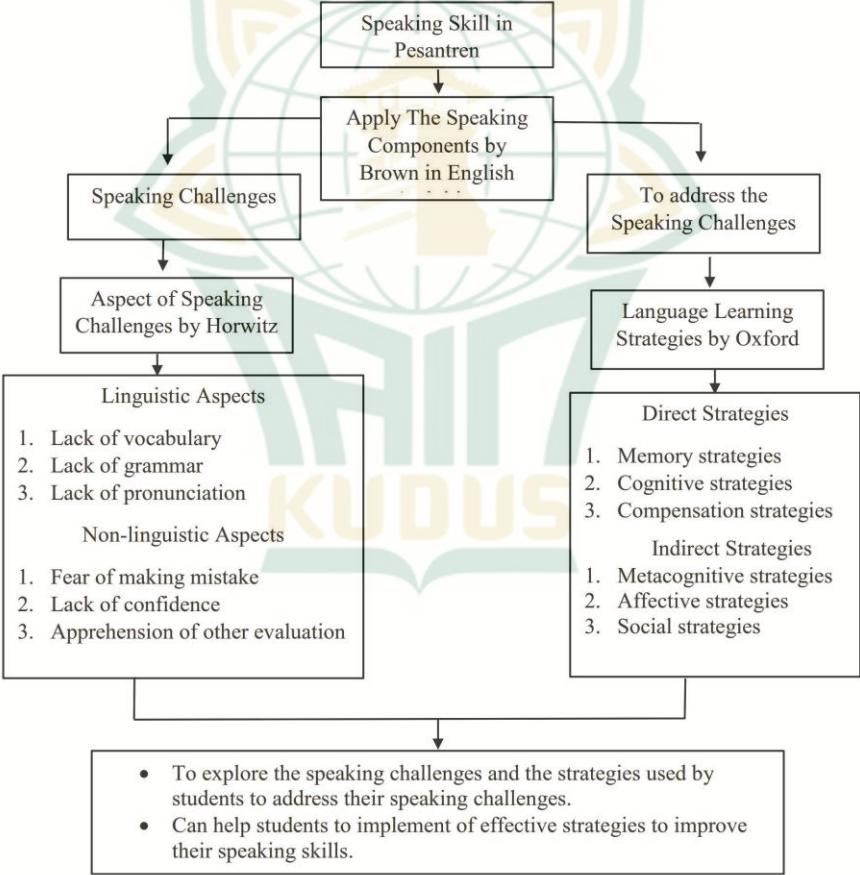 Speaking Skill in
Pesantren
Apply The Speaking
Components by
Brown in English
Speaking Challenges
To address the
Speaking Challenges
Aspect of Speaking
Challenges by Horwitz
Language Learning
Strategies by Oxford
Linguistic Aspects
1. Lack of vocabulary
2. Lack of grammar
3. Lack of pronunciation
Non-linguistic Aspects
1. Fear of making mistake
2. Lack of confidence
3. Apprehension of other evaluation
Direct Strategies
1. Memory strategies
2. Cognitive strategies
3. Compensation strategies
Indirect Strategies
1. Metacognitive strategies
2. Affective strategies
3. Social strategies
• To explore the speaking challenges and the strategies used by
students to address their speaking challenges.
• Can help students to implement of effective strategies to improve
their speaking skills.
IAIN
KUDUS